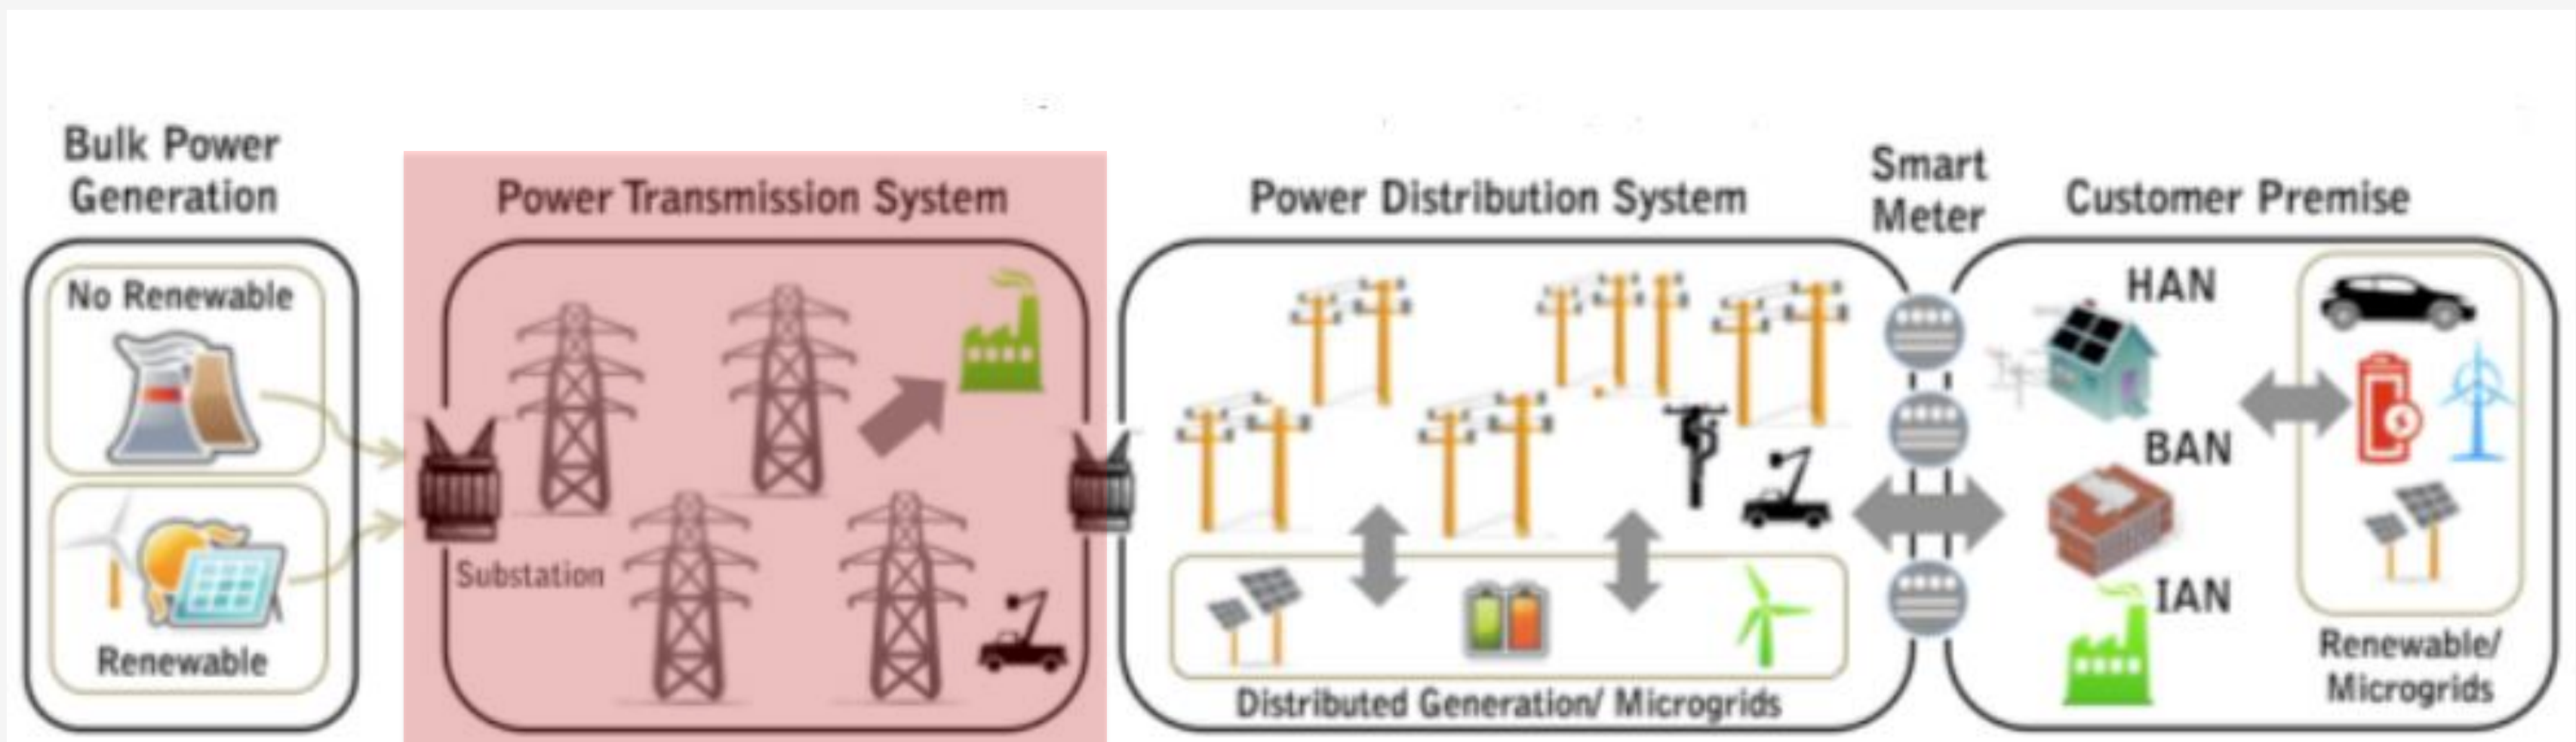 Bulk Power
Generation
No Renewable
Renewable
Power Transmission System
Substation
Power Distribution System
Distributed Generation/ Microgrids
Smart
Meter
Customer Premise
HAN
BAN
IAN
Renewable/
Microgrids